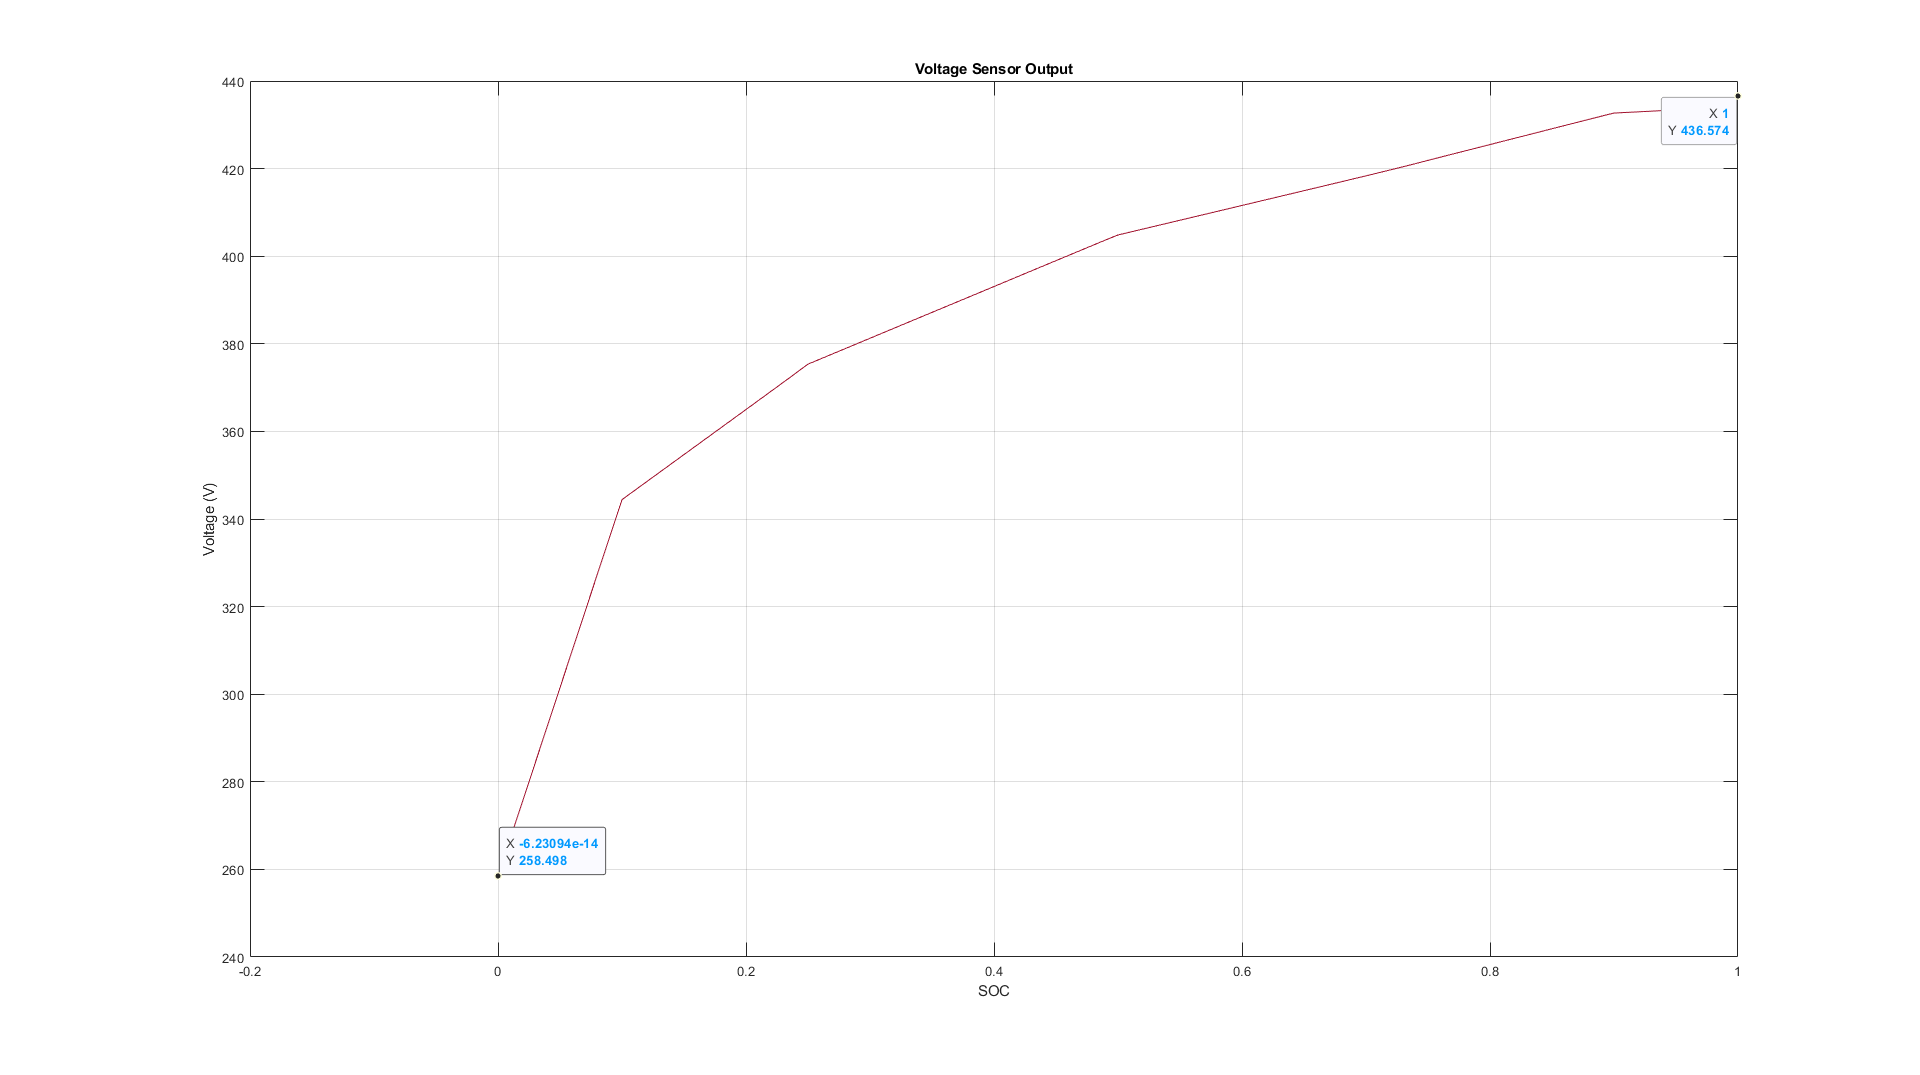 Voltage Sensor Output
440
420
400
380
360
340
320
300
280
260
240
Voltage (V)
X 1
Y 436.574
X -6.23094e-14
Y 258.498
-0.2 0 0.2 0.4 0.6 0.8 1
SOC